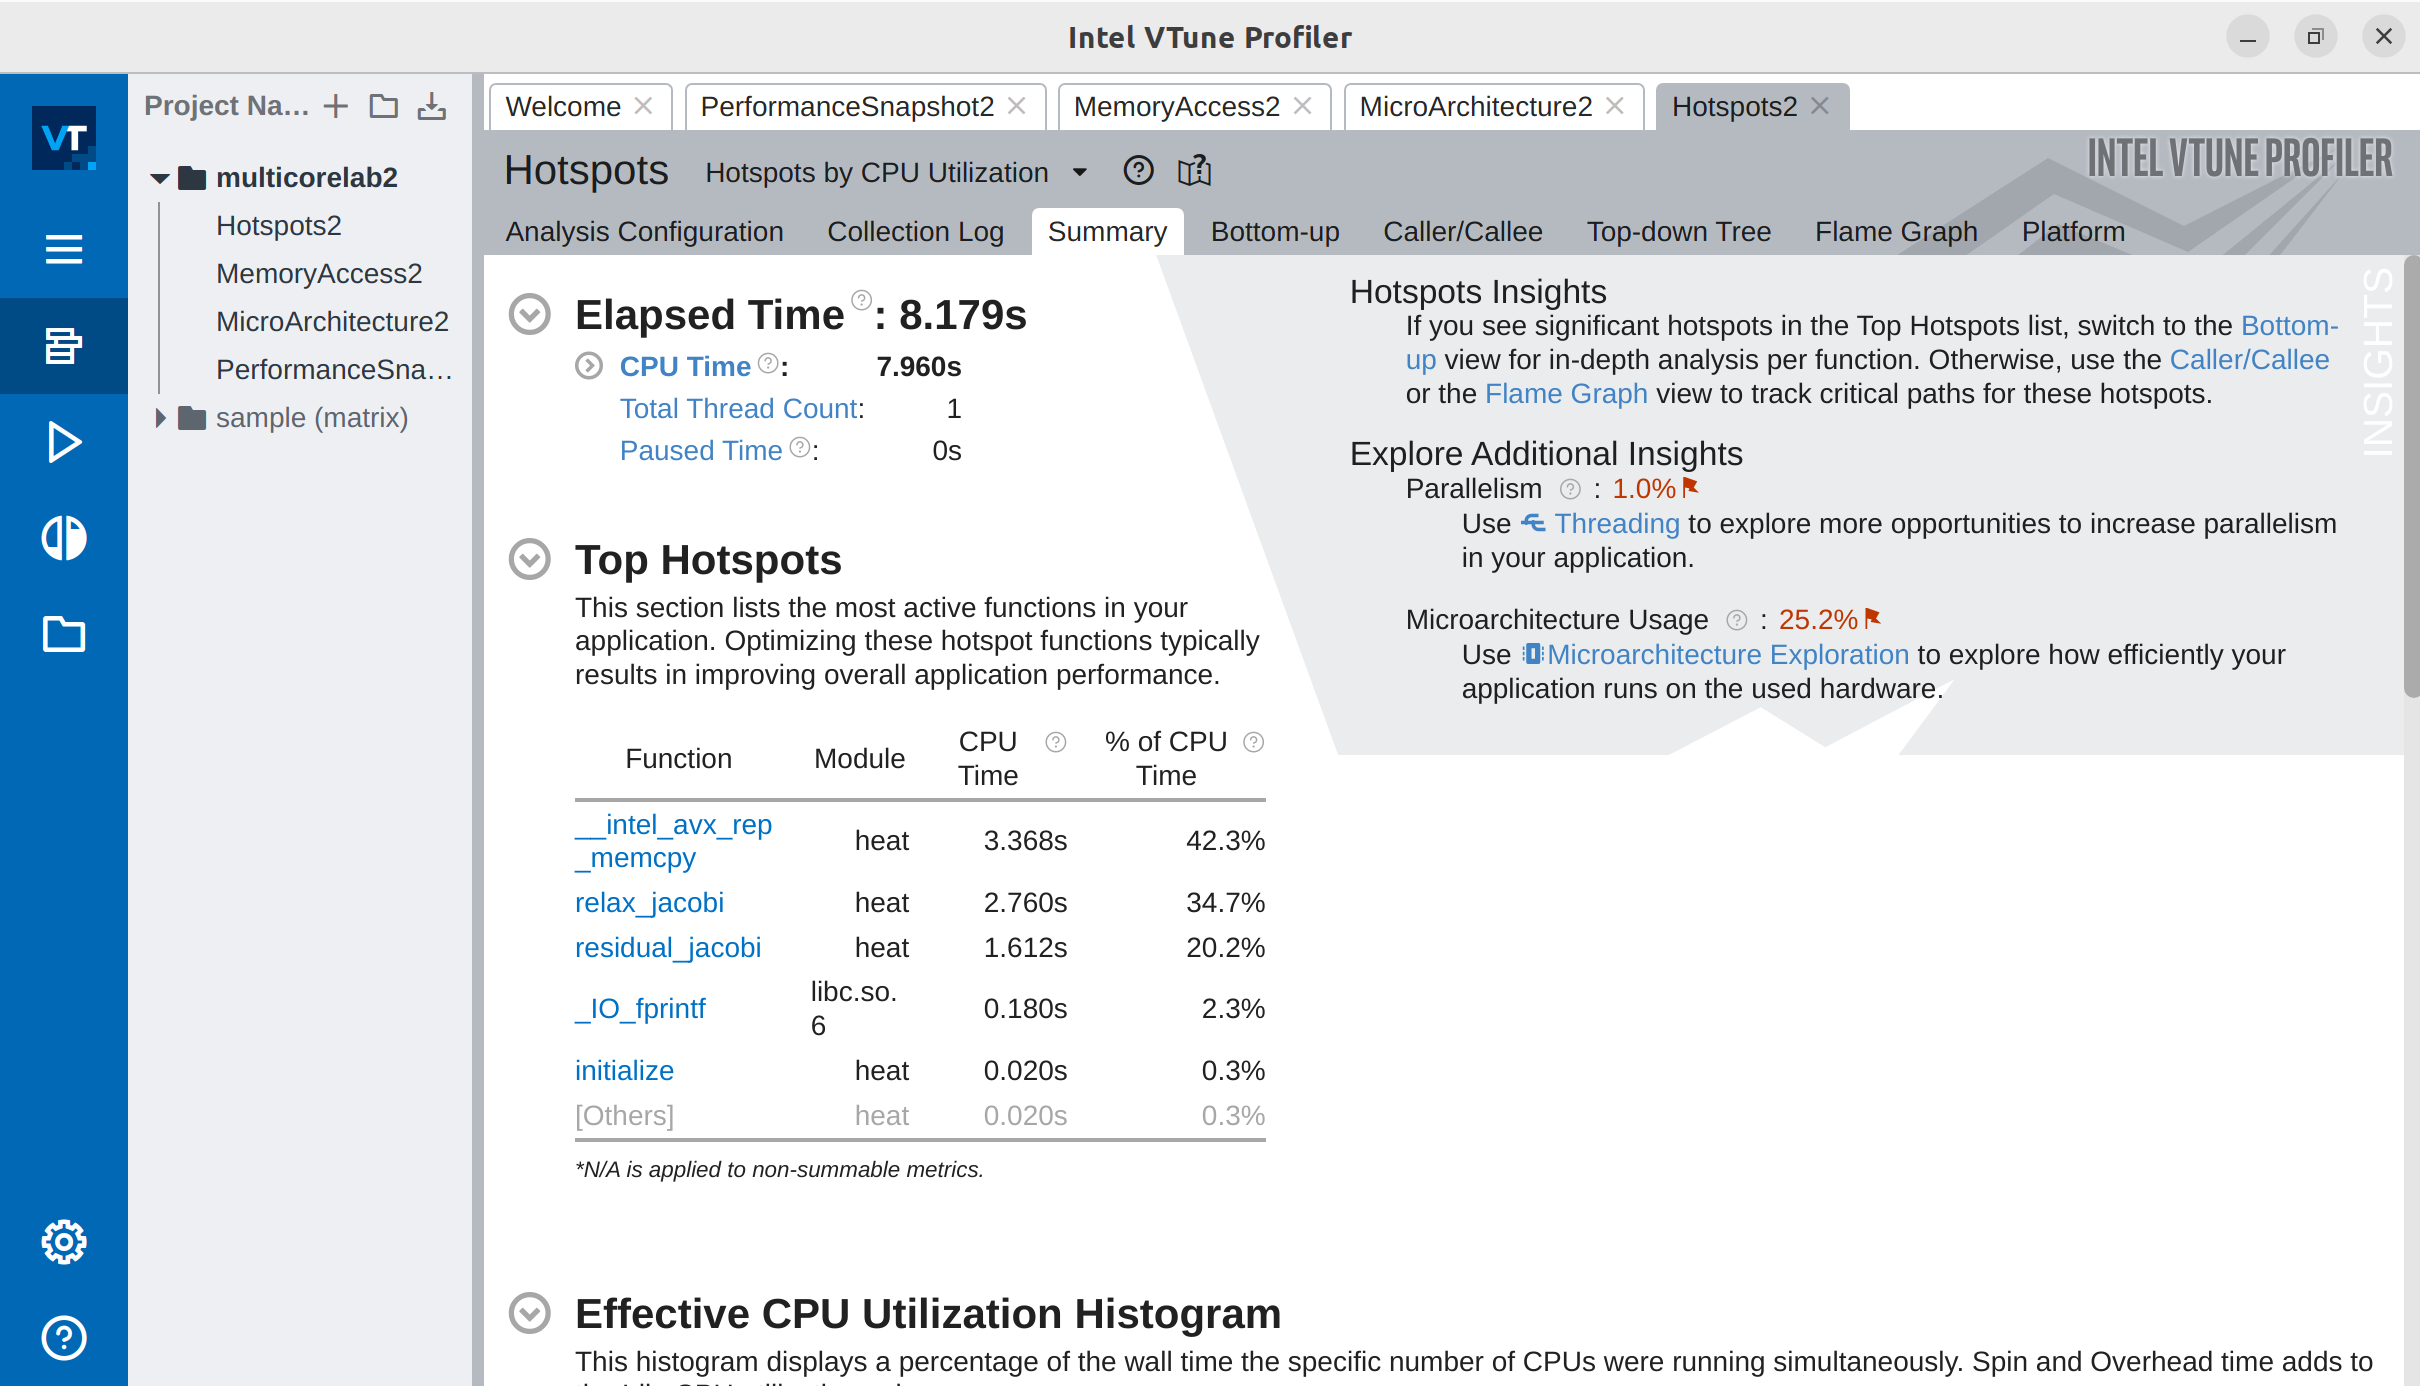 Intel VTune Profiler
VT
Project Na...
multicorelab2
Hotspots2
MemoryAccess2
MicroArchitecture2
PerformanceSna...
sample (matrix)
Welcome
PerformanceSnapshot2
MemoryAccess2
MicroArchitecture2
Hotspots2
Hotspots
Hotspots by CPU Utilization
INTEL VTUNE PROFILER
Analysis Configuration
Collection Log
Summary
Bottom-up
Caller/Callee
Top-down Tree
Flame Graph
Platform
Elapsed Time : 8.179s
CPU Time : 7.960s
Total Thread Count: 1
Paused Time : 0s
Top Hotspots
This section lists the most active functions in your
application. Optimizing these hotspot functions typically
results in improving overall application performance.
Function Module CPU Time % of CPU Time
__intel_avx_rep_memcpy heat 3.368s 42.3%
relax_jacobi heat 2.760s 34.7%
residual_jacobi heat 1.612s 20.2%
_IO_fprintf libc.so.6 0.180s 2.3%
initialize heat 0.020s 0.3%
[Others] heat 0.020s 0.3%
*N/A is applied to non-summable metrics.
Hotspots Insights
If you see significant hotspots in the Top Hotspots list, switch to the Bottom-
up view for in-depth analysis per function. Otherwise, use the Caller/Callee
or the Flame Graph view to track critical paths for these hotspots.
Explore Additional Insights
Parallelism : 1.0%
Use Threading to explore more opportunities to increase parallelism
in your application.
Microarchitecture Usage : 25.2%
Use Microarchitecture Exploration to explore how efficiently your
application runs on the used hardware.
INSIGHTS
Effective CPU Utilization Histogram
This histogram displays a percentage of the wall time the specific number of CPUs were running simultaneously. Spin and Overhead time adds to